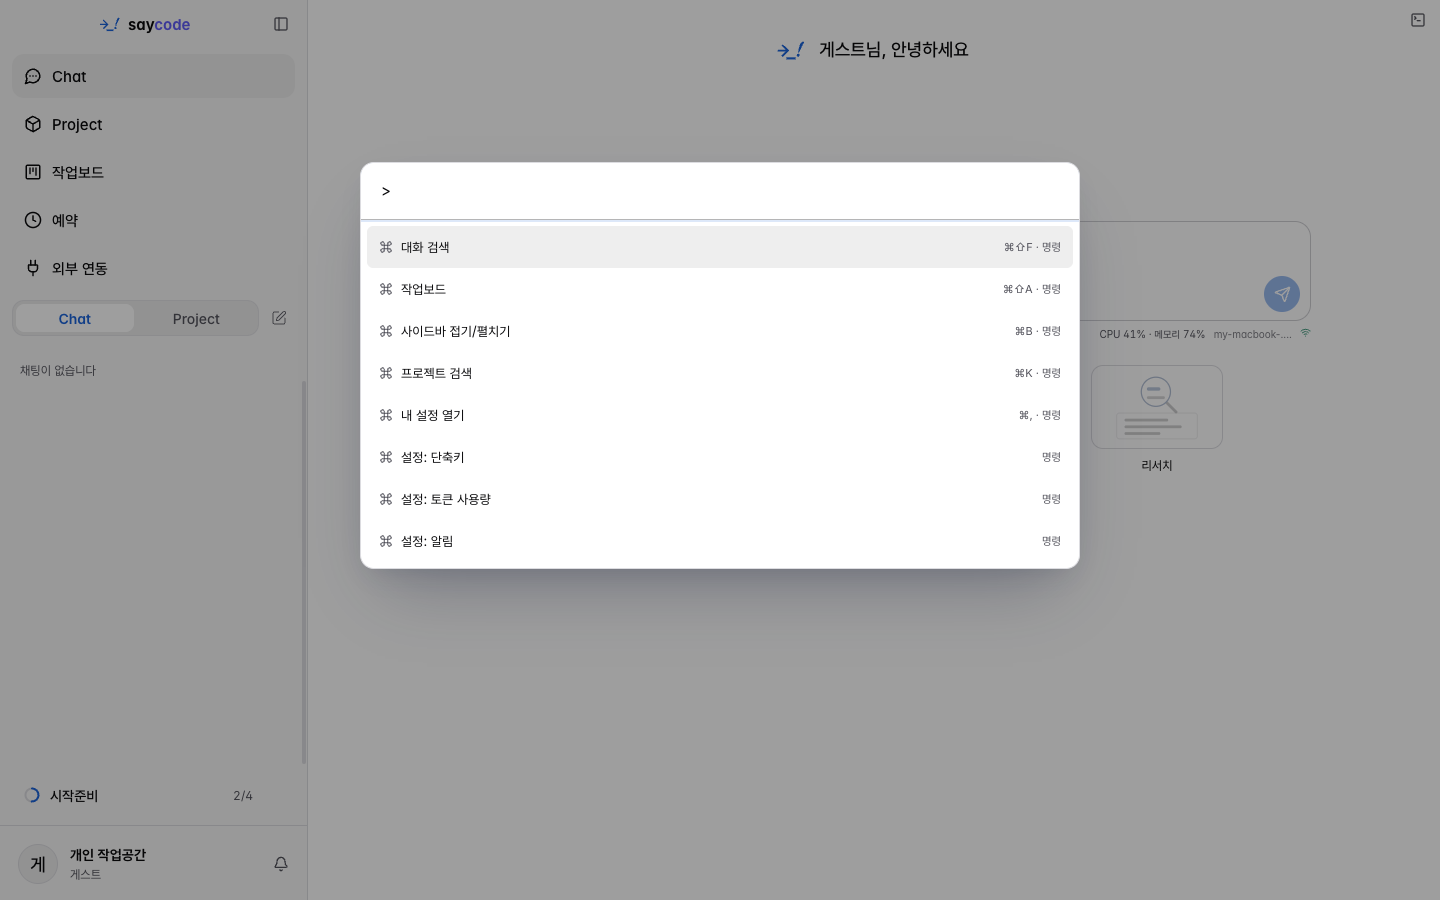 saycode
Chat
Project
작업보드
예약
외부 연동
Chat Project
채팅이 없습니다
시작준비 2/4
개인 작업공간
게스트
게
게스트님, 안녕하세요
>
⌘ 대화 검색 ⌘⇧F · 명령
⌘ 작업보드 ⌘⇧A · 명령
⌘ 사이드바 접기/펼치기 ⌘B · 명령
⌘ 프로젝트 검색 ⌘K · 명령
⌘ 내 설정 열기 ⌘, · 명령
⌘ 설정: 단축키 명령
⌘ 설정: 토큰 사용량 명령
⌘ 설정: 알림 명령
CPU 41% · 메모리 74% my-macbook-....
리서치